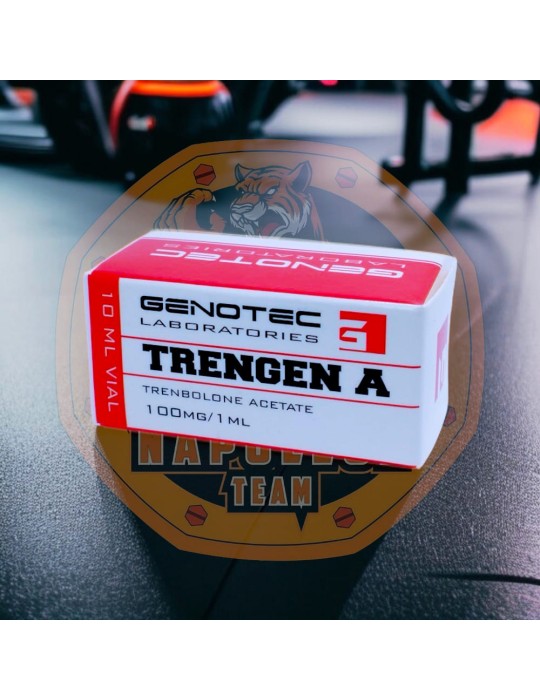 GENOTEC
LABORATORIES
10 ML VIAL
GENOTEC
LABORATORIES
TRENGEN A
TRENBOLONE ACETATE
100MG/1ML
TEAM